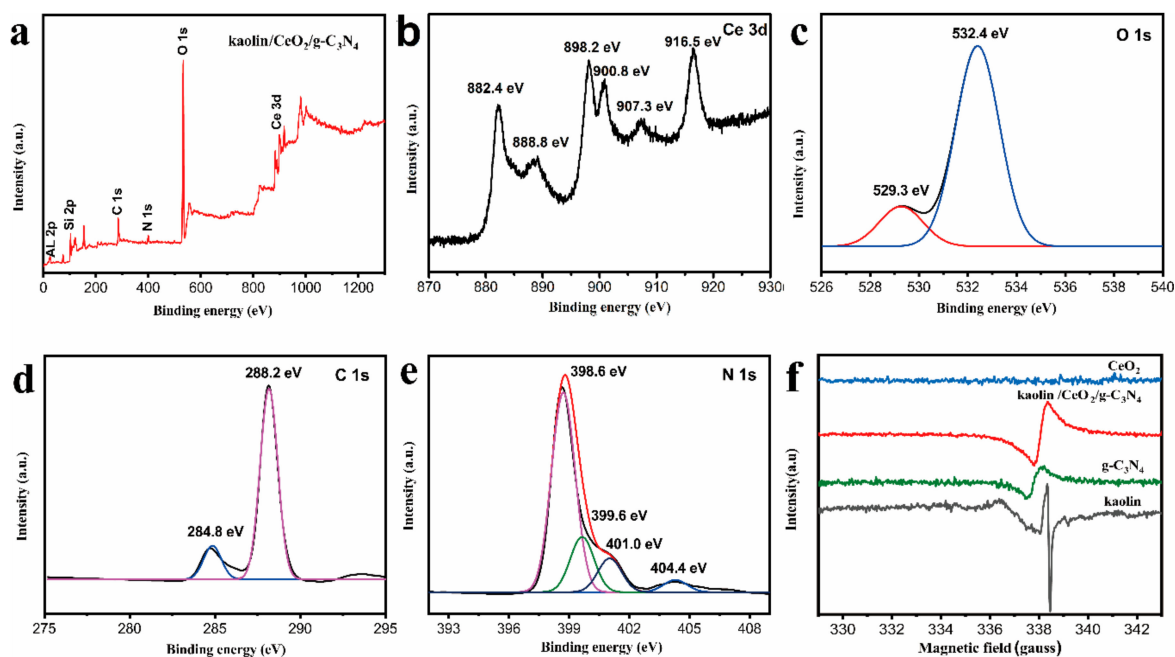 a
kaolin/CeO₂/g-C₃N₄
O 1s
Ce 3d
C 1s
N 1s
Si 2p
AL 2p
Intensity (a.u.)
0 200 400 600 800 1000 1200
Binding energy (eV)
b
Ce 3d
882.4 eV
888.8 eV
898.2 eV
900.8 eV
907.3 eV
916.5 eV
Intensity (a.u.)
870 880 890 900 910 920 930
Binding energy (eV)
c
O 1s
532.4 eV
529.3 eV
Intensity (a.u.)
526 528 530 532 534 536 538 540
Binding energy (eV)
d
C 1s
288.2 eV
284.8 eV
Intensity (a.u.)
275 280 285 290 295
Binding energy (eV)
e
N 1s
398.6 eV
399.6 eV
401.0 eV
404.4 eV
Intensity (a.u.)
393 396 399 402 405 408
Binding energy (eV)
f
CeO₂
kaolin /CeO₂/g-C₃N₄
g-C₃N₄
kaolin
Intensity(a.u)
330 332 334 336 338 340 342
Magnetic field (gauss)